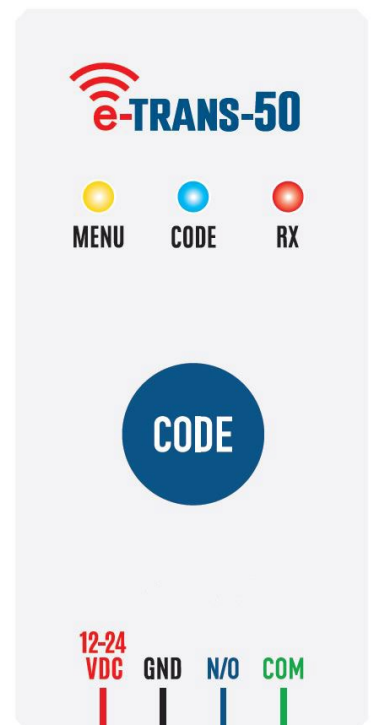 e-TRANS-50
MENU CODE RX
CODE
12-24
VDC GND N/O COM